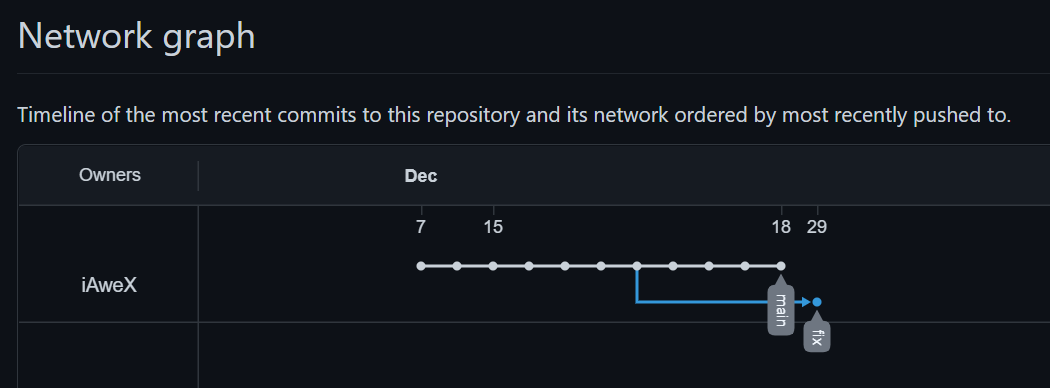 Network graph
Timeline of the most recent commits to this repository and its network ordered by most recently pushed to.
Owners
Dec
7 15 18 29
iAweX
main
fix